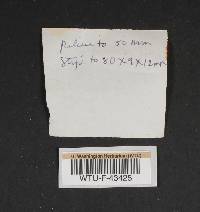 Pileus to 50 mm
Stipe to 80 x 9 x 12 mm
U. Washington Herbarium (WTU)
WTU-F-43425